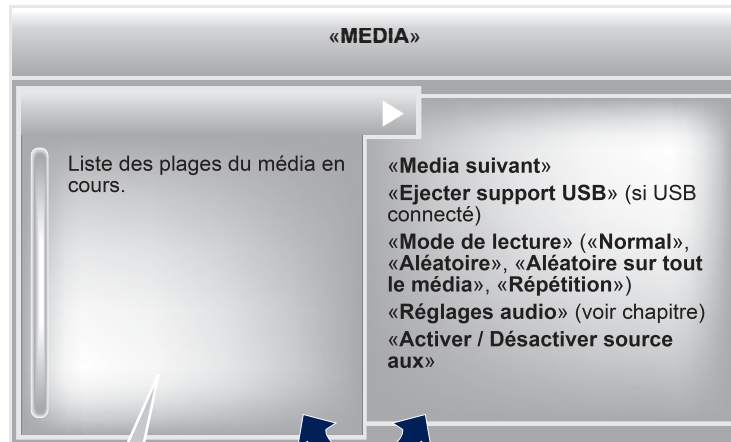 «MEDIA»
Liste des plages du média en
cours.
«Media suivant»
«Ejecter support USB» (si USB
connecté)
«Mode de lecture» («Normal»,
«Aléatoire», «Aléatoire sur tout
le média», «Répétition»)
«Réglages audio» (voir chapitre)
«Activer / Désactiver source
aux»